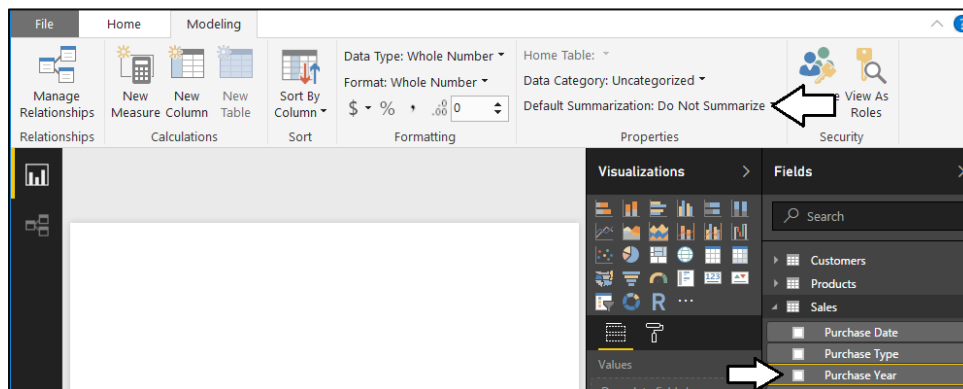 File Home Modeling
Manage Relationships
New Measure
New Column
New Table
Sort By Column
Data Type: Whole Number
Format: Whole Number
$ % , .00 0
Home Table:
Data Category: Uncategorized
Default Summarization: Do Not Summarize
View As Roles
Relationships Calculations Sort Formatting Properties Security
Visualizations
Fields
Search
Customers
Products
Sales
Purchase Date
Purchase Type
Purchase Year
123
R
Values